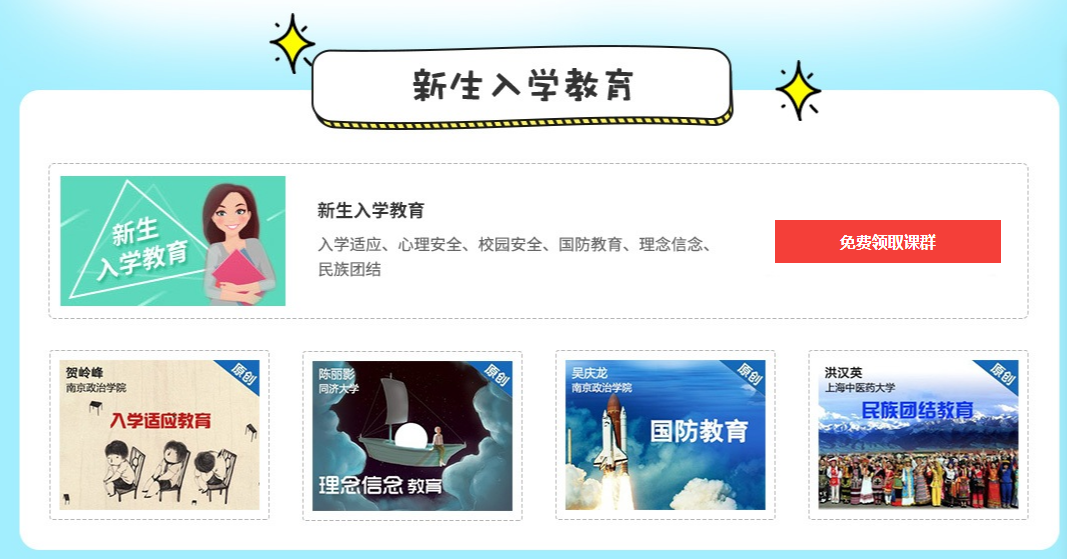 新生入学教育
新生
入学教育
新生入学教育
入学适应、心理安全、校园安全、国防教育、理念信念、
民族团结
免费领取课群
贺岭峰
南京政治学院
原创
入学适应教育
陈丽影
同济大学
原创
理念信念 教育
吴庆龙
南京政治学院
原创
国防教育
洪汉英
上海中医药大学
原创
民族团结教育